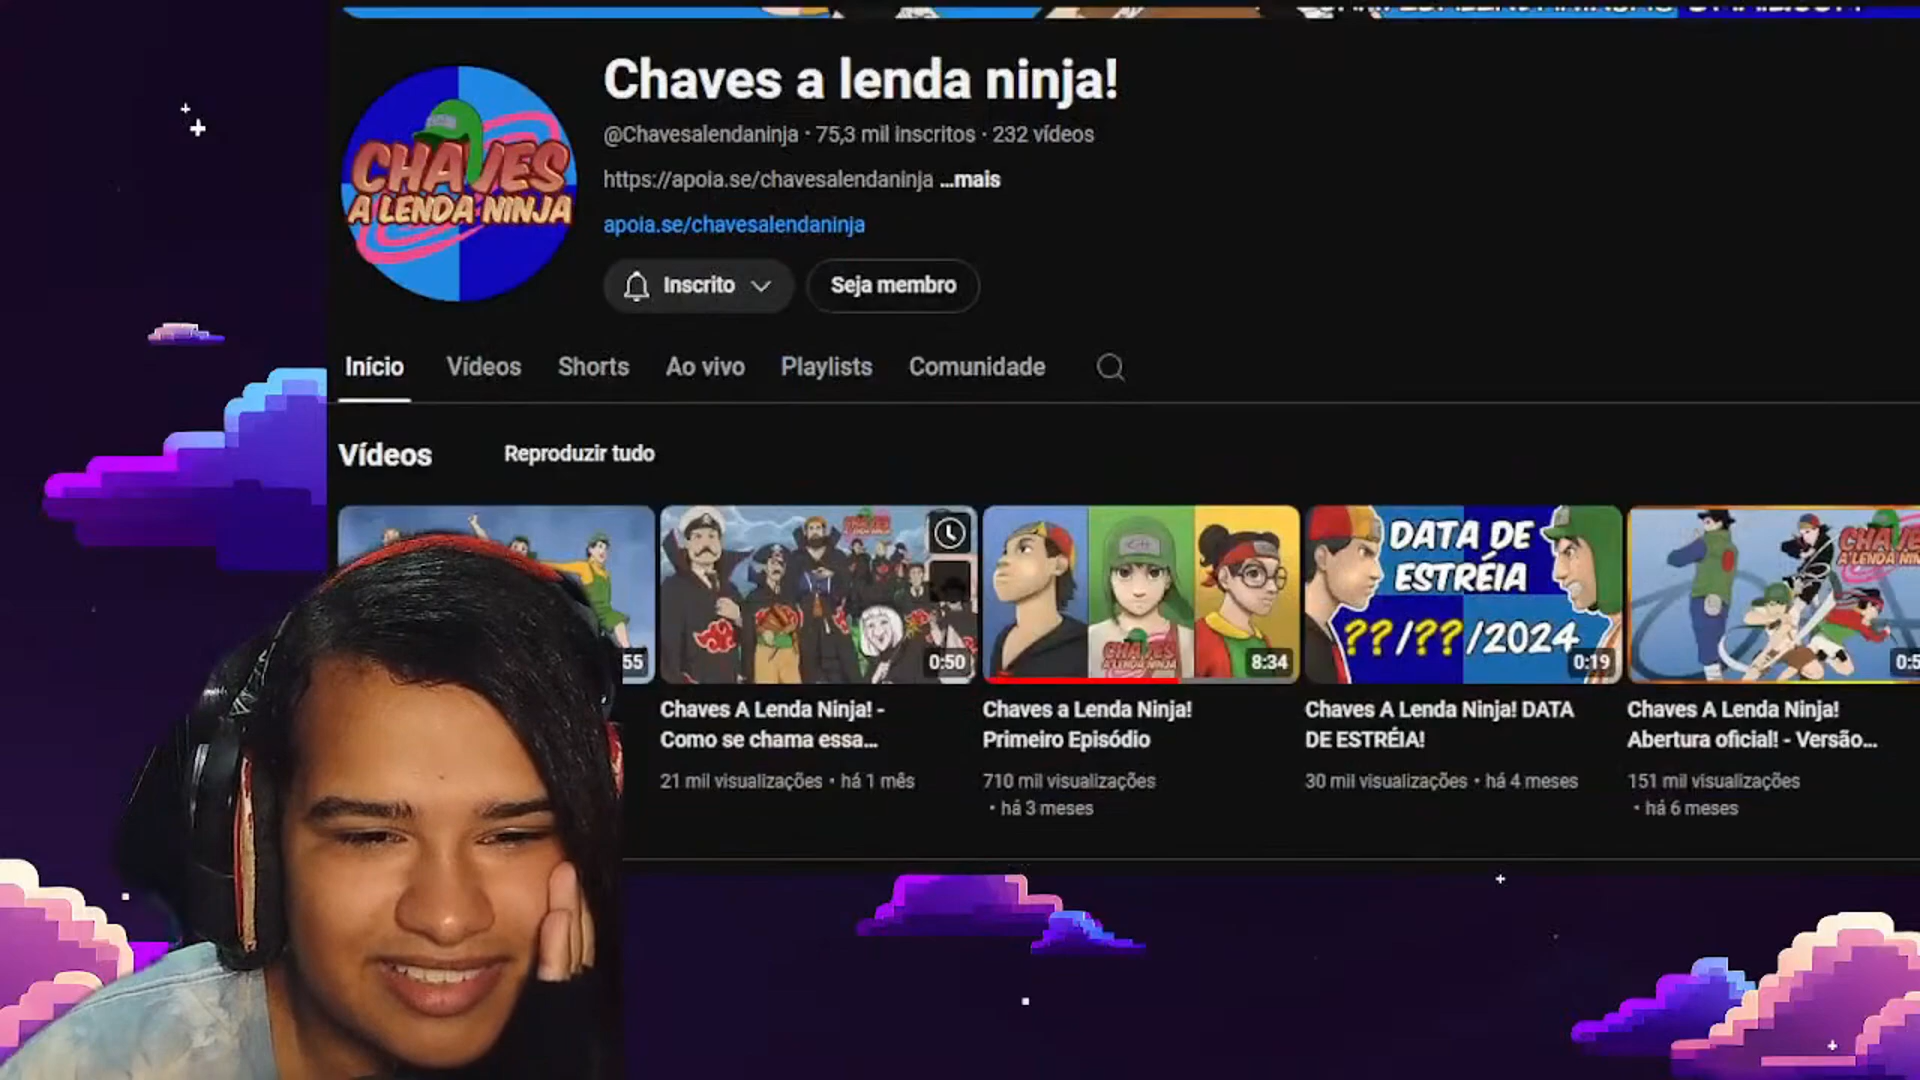 Chaves a lenda ninja!
CHAVES
A LENDA NINJA
@Chavesalendaninja · 75,3 mil inscritos · 232 vídeos
https://apoia.se/chavesalendaninja ...mais
apoia.se/chavesalendaninja
Inscrito
Seja membro
Início Vídeos Shorts Ao vivo Playlists Comunidade
Vídeos Reproduzir tudo
DATA DE
ESTRÉIA
??/??/2024
CHAVES
A LENDA NINJA
55
0:50
8:34
0:19
Chaves A Lenda Ninja! -
Como se chama essa...
21 mil visualizações • há 1 mês
Chaves a Lenda Ninja!
Primeiro Episódio
710 mil visualizações
• há 3 meses
Chaves A Lenda Ninja! DATA
DE ESTRÉIA!
30 mil visualizações • há 4 meses
Chaves A Lenda Ninja!
Abertura oficial! - Versão...
151 mil visualizações
• há 6 meses